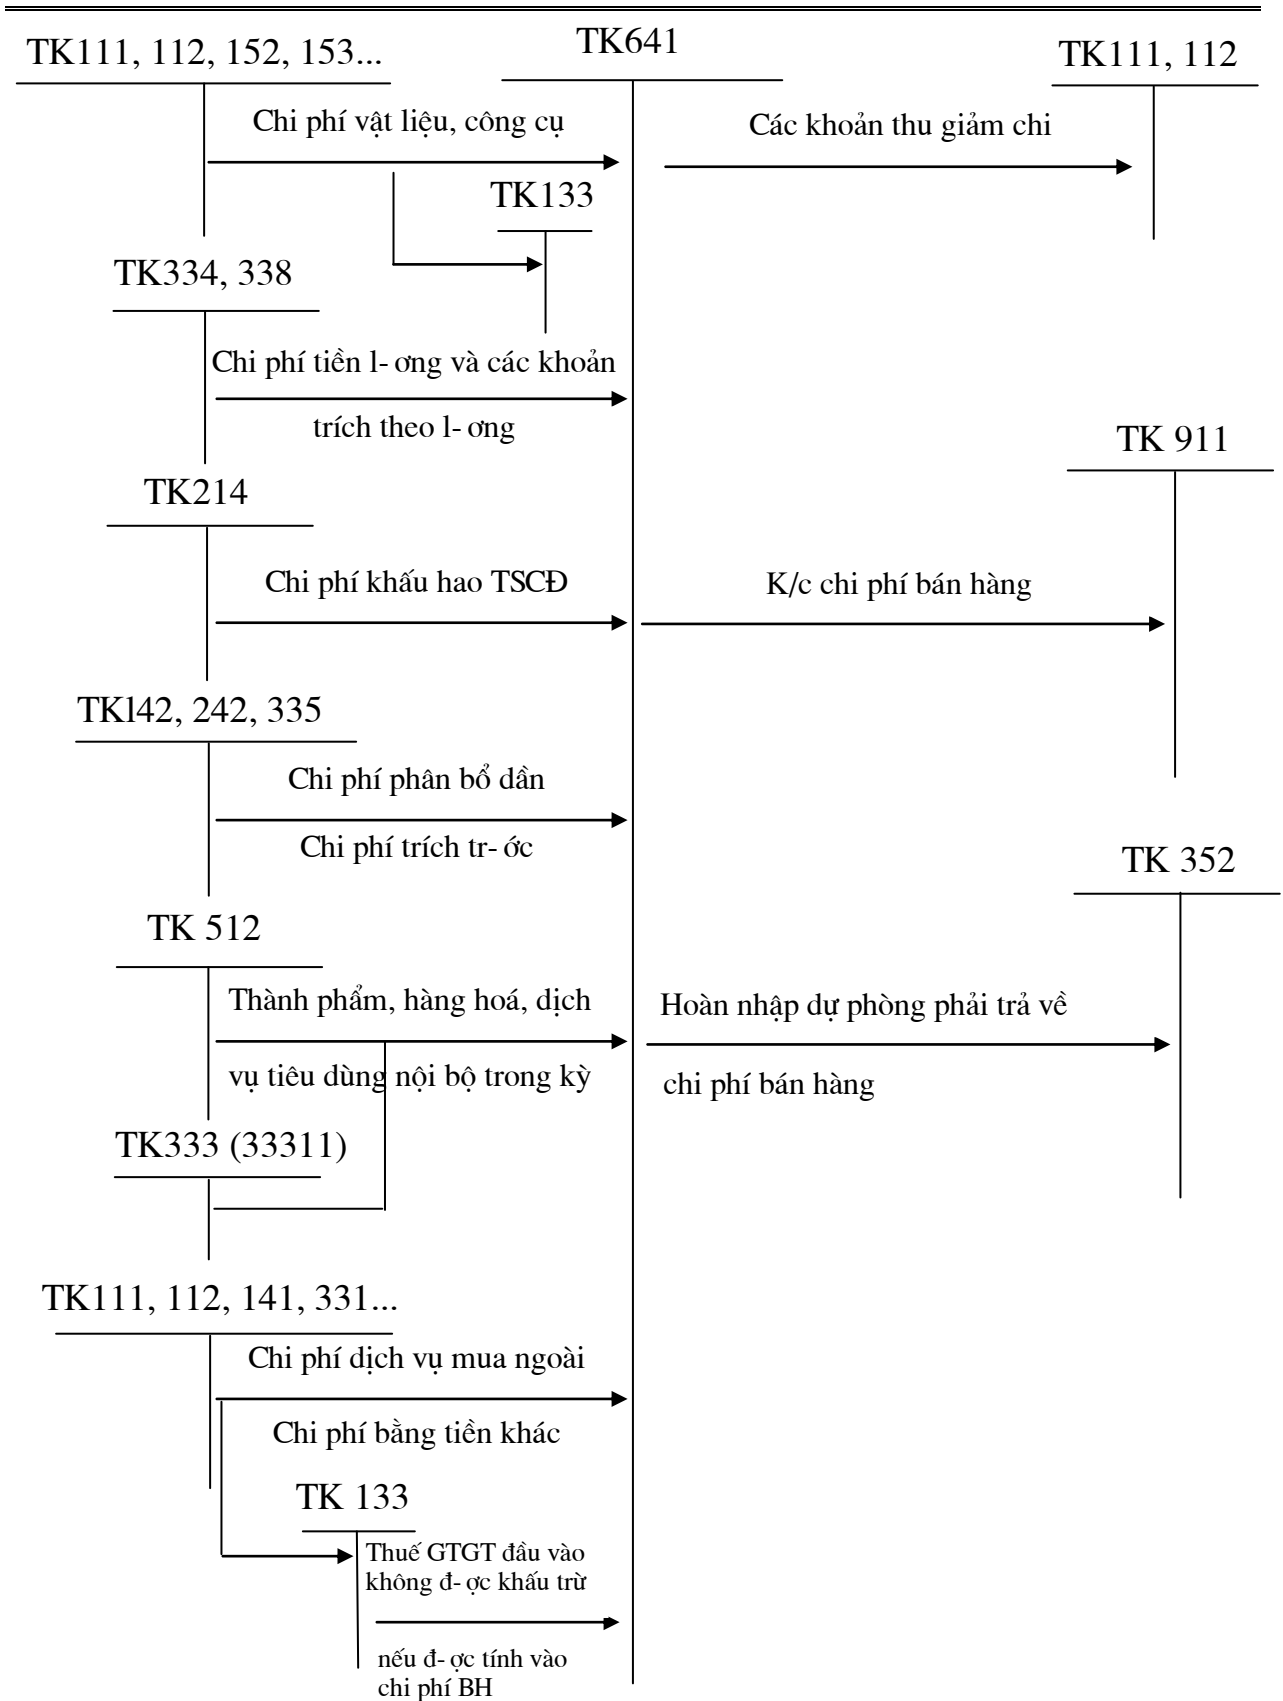 TK111, 112, 152, 153...
TK641
TK111, 112
Chi phí vật liệu, công cụ
Các khoản thu giảm chi
TK133
TK334, 338
Chi phí tiền l- ơng và các khoản
trích theo l- ơng
TK 911
TK214
Chi phí khấu hao TSCĐ
K/c chi phí bán hàng
TKl42, 242, 335
Chi phí phân bổ dần
Chi phí trích tr- ớc
TK 352
TK 512
Thành phẩm, hàng hoá, dịch
vụ tiêu dùng nội bộ trong kỳ
Hoàn nhập dự phòng phải trả về
chi phí bán hàng
TK333 (33311)
TK111, 112, 141, 331...
Chi phí dịch vụ mua ngoài
Chi phí bằng tiền khác
TK 133
Thuế GTGT đầu vào
không đ- ợc khấu trừ
nếu đ- ợc tính vào
chi phí BH